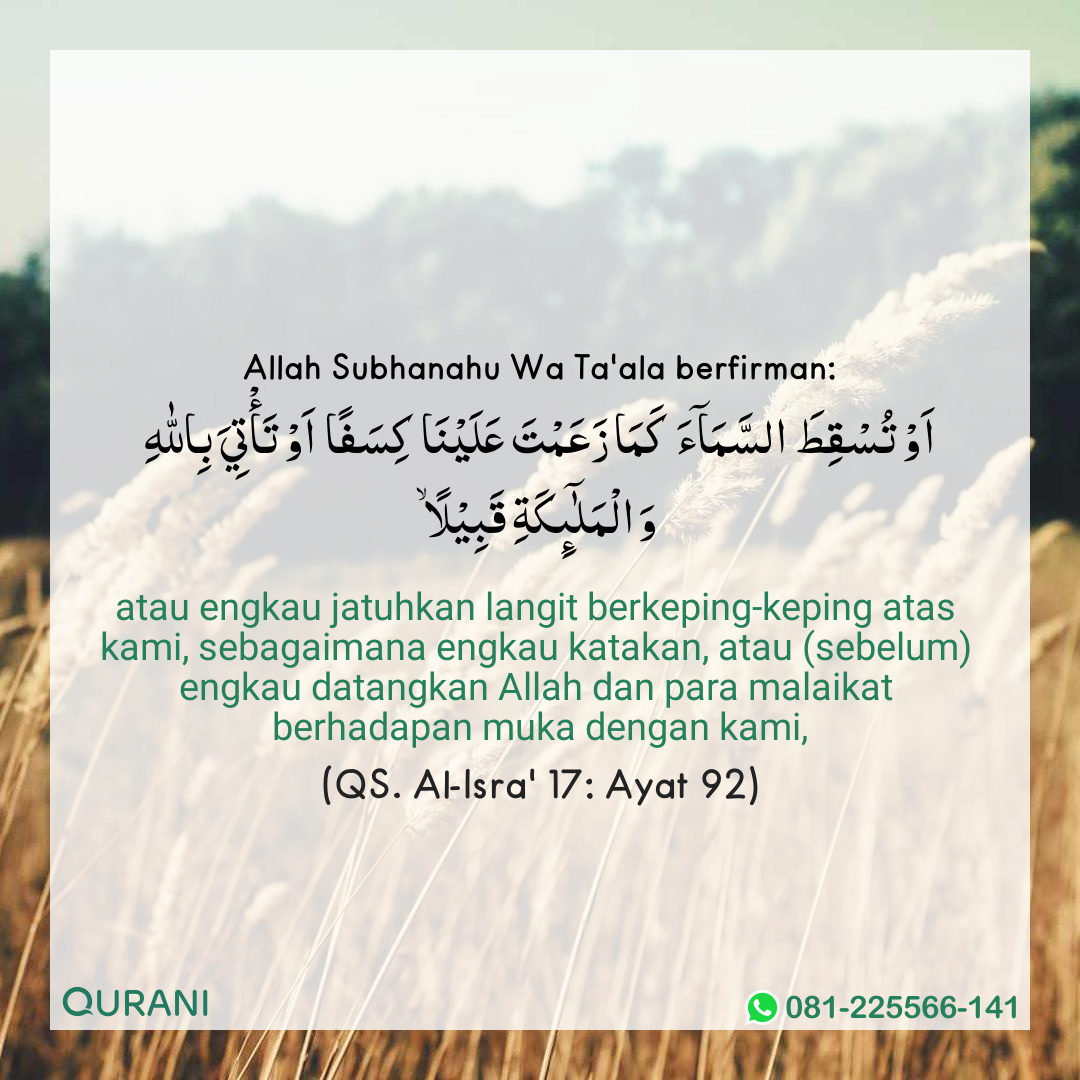 Allah Subhanahu Wa Ta'ala berfirman:
اَوْ تُسْقِطَ السَّمَآءَ كَمَا زَعَمْتَ عَلَيْنَا كِسَفًا اَوْ تَأْتِيَ بِاللّٰهِ
وَالْمَلٰۤىِٕكَةِ قَبِيْلًاۙ
atau engkau jatuhkan langit berkeping-keping atas
kami, sebagaimana engkau katakan, atau (sebelum)
engkau datangkan Allah dan para malaikat
berhadapan muka dengan kami,
(QS. Al-Isra' 17: Ayat 92)
QURANI
081-225566-141